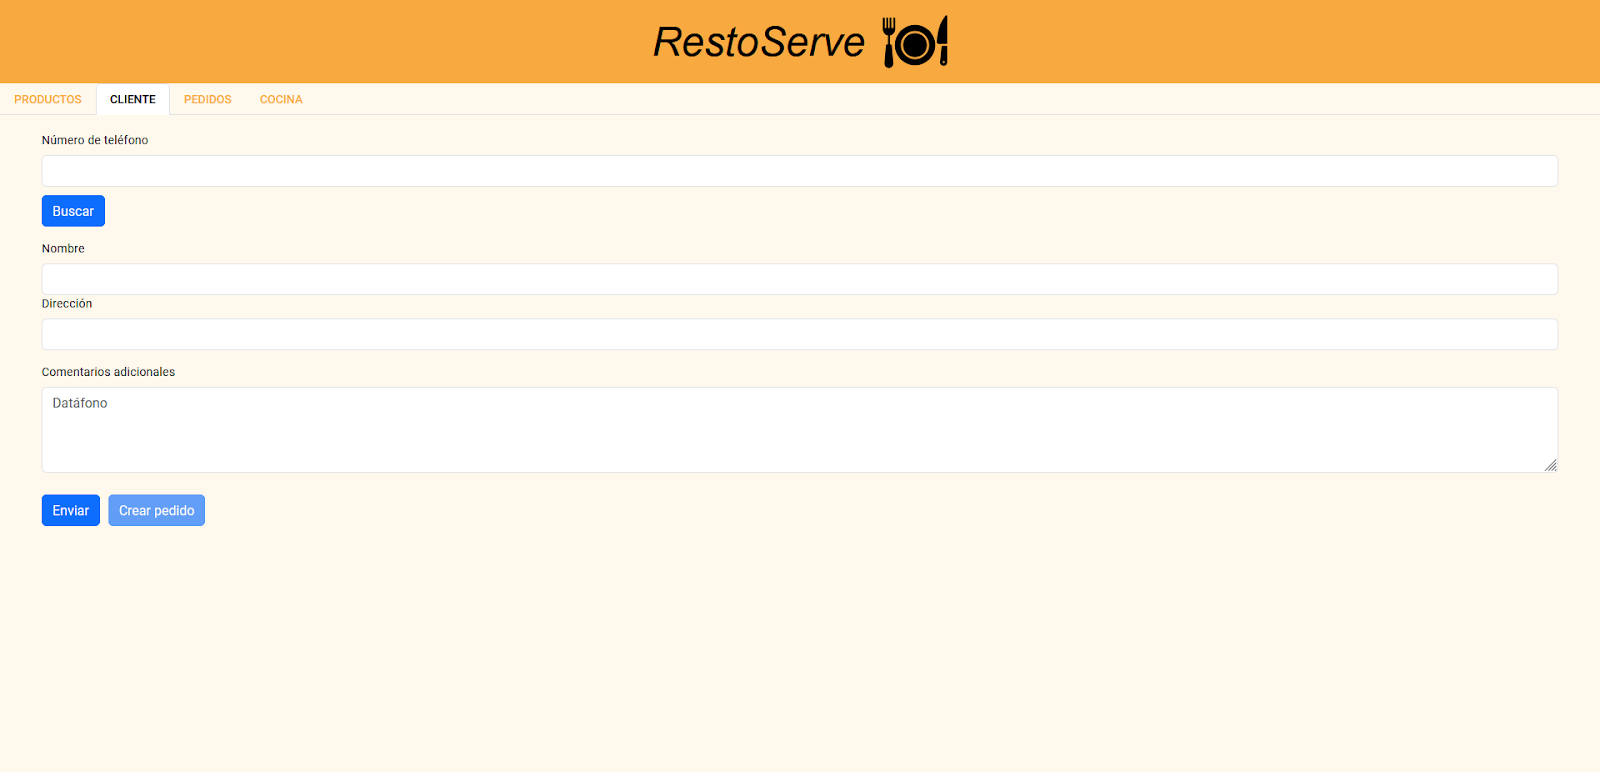 RestoServe
PRODUCTOS CLIENTE PEDIDOS COCINA
Número de teléfono
Buscar
Nombre
Dirección
Comentarios adicionales
Datáfono
Enviar Crear pedido